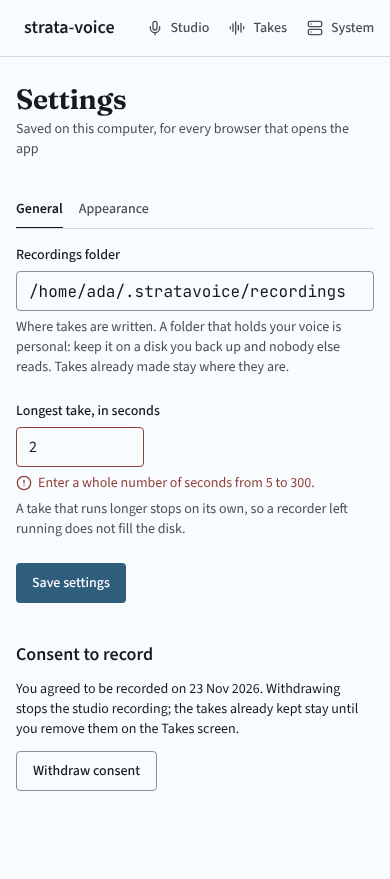 strata-voice Studio Takes System
Settings
Saved on this computer, for every browser that opens the
app
General Appearance
Recordings folder
/home/ada/.stratavoice/recordings
Where takes are written. A folder that holds your voice is
personal: keep it on a disk you back up and nobody else
reads. Takes already made stay where they are.
Longest take, in seconds
2
Enter a whole number of seconds from 5 to 300.
A take that runs longer stops on its own, so a recorder left
running does not fill the disk.
Save settings
Consent to record
You agreed to be recorded on 23 Nov 2026. Withdrawing
stops the studio recording; the takes already kept stay until
you remove them on the Takes screen.
Withdraw consent